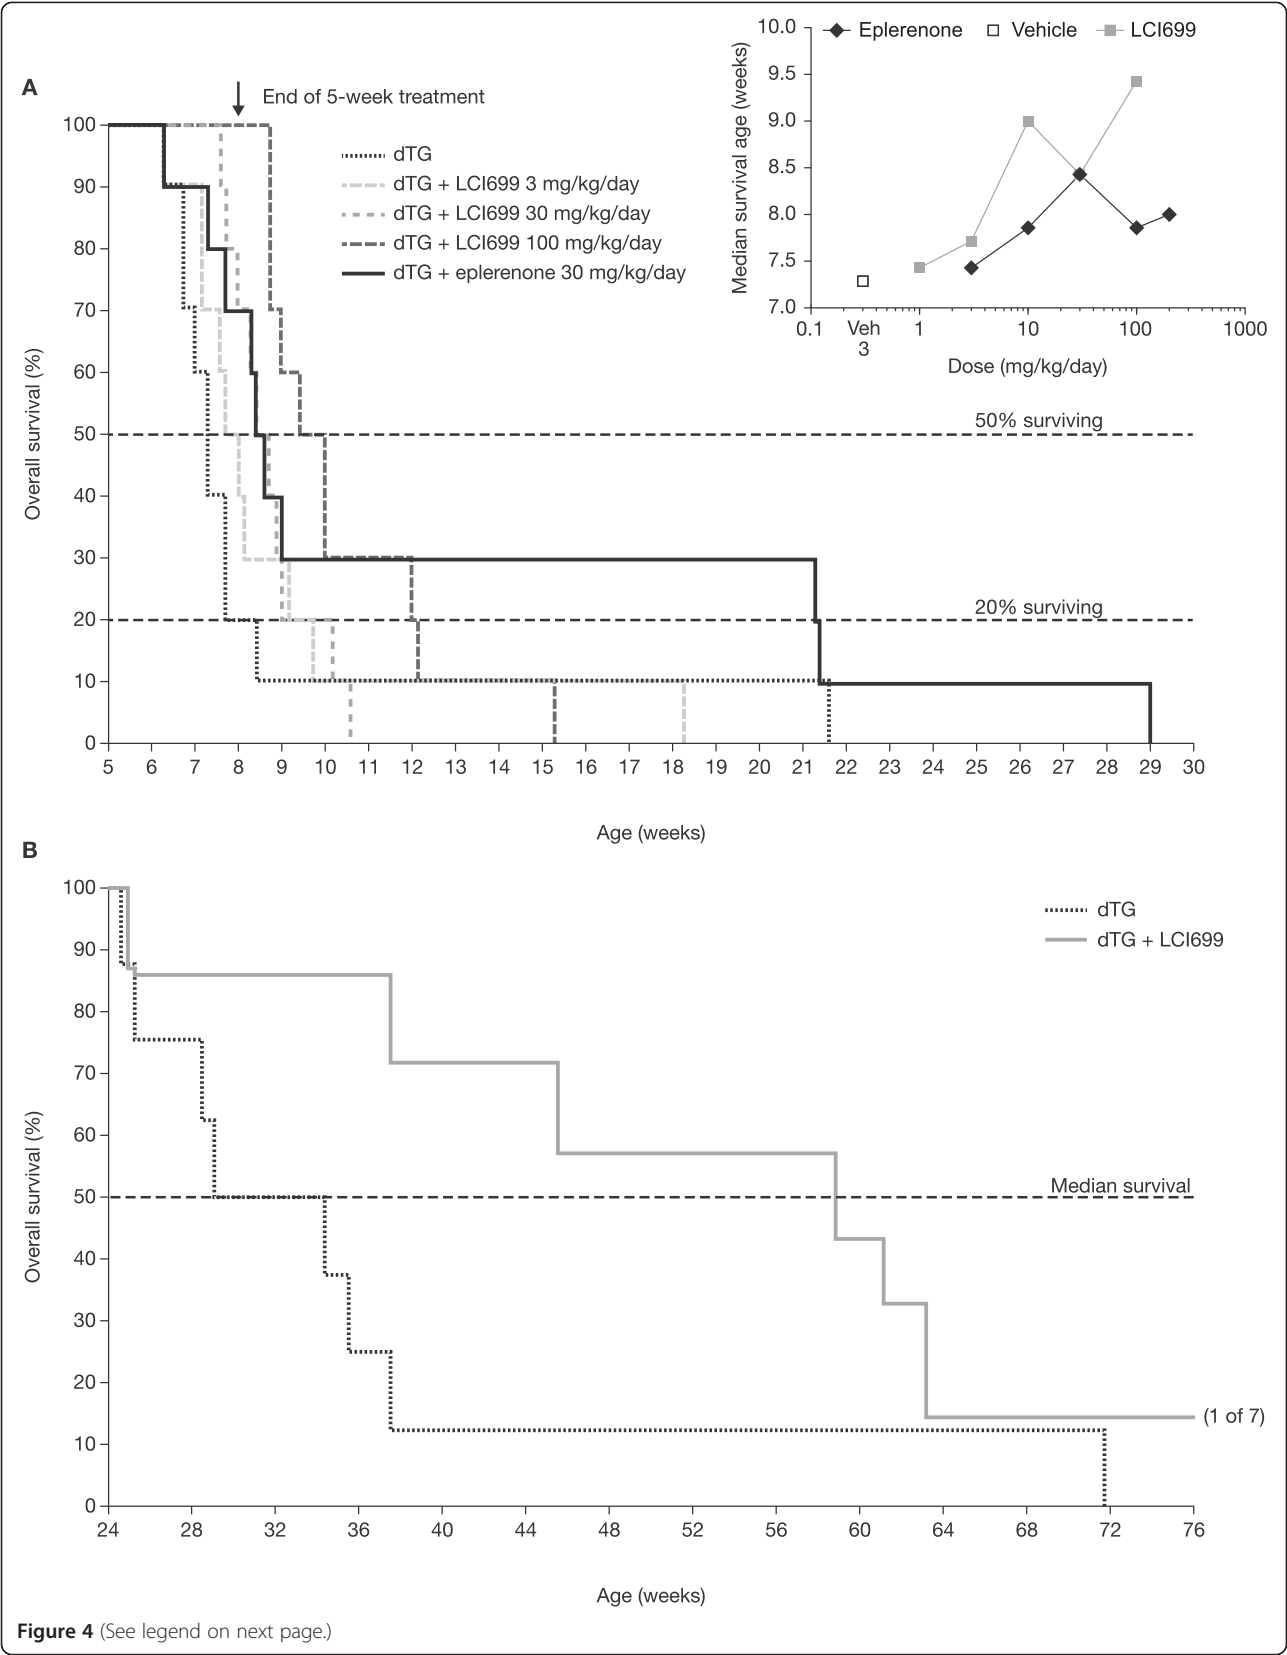 A
End of 5-week treatment
dTG
dTG + LCI699 3 mg/kg/day
dTG + LCI699 30 mg/kg/day
dTG + LCI699 100 mg/kg/day
dTG + eplerenone 30 mg/kg/day
Overall survival (%)
100
90
80
70
60
50
40
30
20
10
0
50% surviving
20% surviving
5 6 7 8 9 10 11 12 13 14 15 16 17 18 19 20 21 22 23 24 25 26 27 28 29 30
Age (weeks)
Eplerenone Vehicle LCI699
Median survival age (weeks)
10.0
9.5
9.0
8.5
8.0
7.5
7.0
0.1 Veh 1 10 100 1000
3
Dose (mg/kg/day)
B
dTG
dTG + LCI699
Overall survival (%)
100
90
80
70
60
50
40
30
20
10
0
Median survival
(1 of 7)
24 28 32 36 40 44 48 52 56 60 64 68 72 76
Age (weeks)
Figure 4 (See legend on next page.)